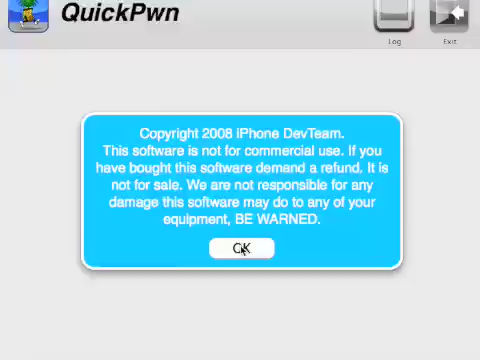 QuickPwn
Log
Exit
Copyright 2008 iPhone DevTeam.
This software is not for commercial use. If you
have bought this software demand a refund. It is
not for sale. We are not responsible for any
damage this software may do to any of your
equipment, BE WARNED.
OK